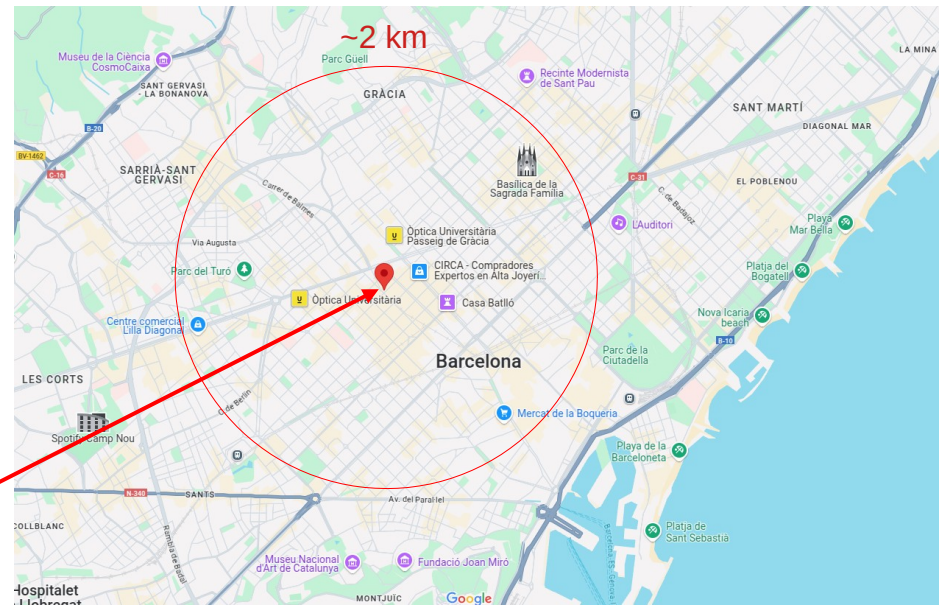 ~2 km
LA MINA
Museu de la Ciència
CosmoCaixa
Parc Güell
Recinte Modernista
de Sant Pau
SANT GERVASI
- LA BONANOVA
GRÀCIA
SANT MARTÍ
B-20
DIAGONAL MAR
BV-1462
C-16
SARRIÀ-SANT
GERVASI
C-31
EL POBLENOU
Carrer de Balmes
Basílica de la
Sagrada Família
C. de Badajoz
L'Auditori
Playa
Mar Bella
Òptica Universitària
Passeig de Gràcia
Via Augusta
Parc del Turó
CIRCA - Compradores
Expertos en Alta Joyerí...
Platja del
Bogatell
Òptica Universitària
Casa Batlló
Centre comercial
L'illa Diagonal
Nova Icaria
beach
B-10
Barcelona
Parc de la
Ciutadella
LES CORTS
C. de Berlín
Mercat de la Boqueria
Spotify Camp Nou
Playa de la
Barceloneta
N-340
SANTS
Av. del Paral·lel
COLLBLANC
Rambla de Badal
Platja de
Sant Sebastià
Museu Nacional
d'Art de Catalunya
Fundació Joan Miró
Barcelona
Hospitalet
MONTJUÏC
Google
Llobregat